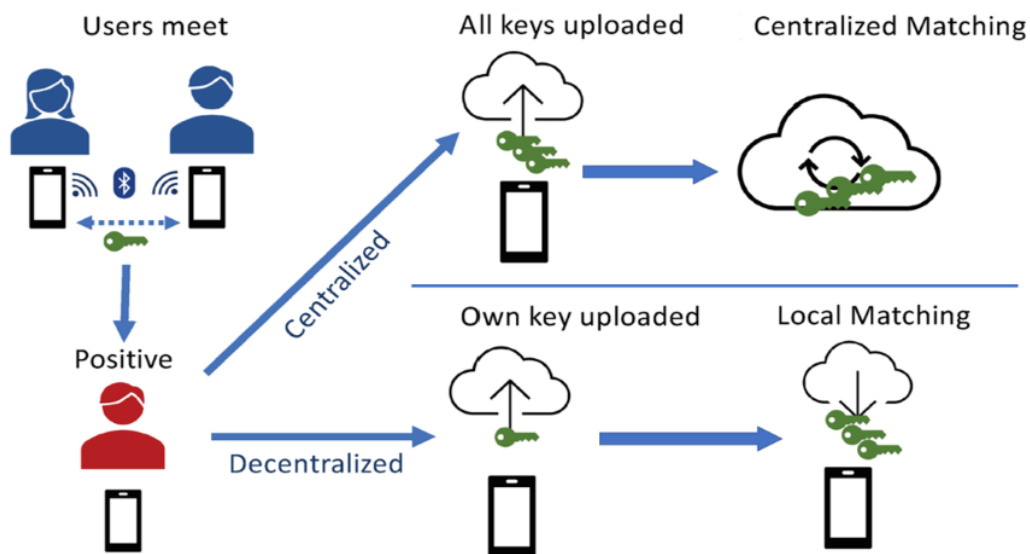 Users meet
All keys uploaded
Centralized Matching
Centralized
Own key uploaded
Local Matching
Positive
Decentralized